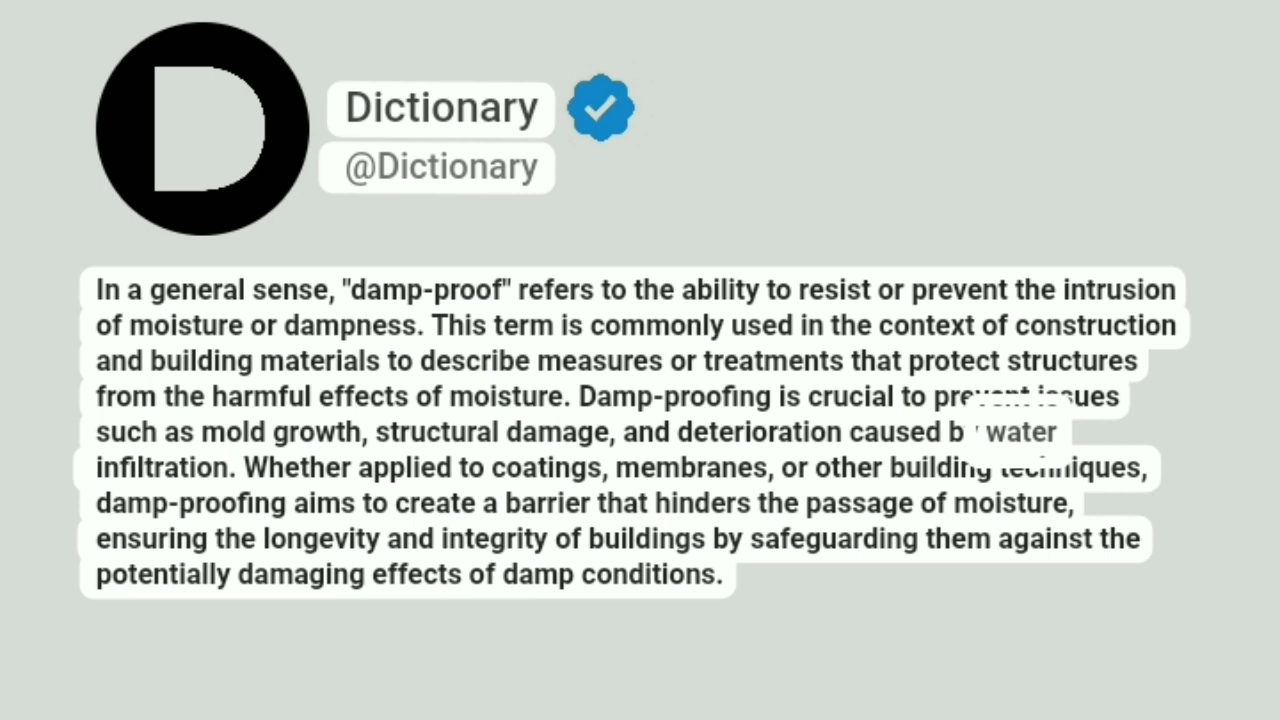 D
Dictionary
@Dictionary
In a general sense, "damp-proof" refers to the ability to resist or prevent the intrusion
of moisture or dampness. This term is commonly used in the context of construction
and building materials to describe measures or treatments that protect structures
from the harmful effects of moisture. Damp-proofing is crucial to prevent issues
such as mold growth, structural damage, and deterioration caused by water
infiltration. Whether applied to coatings, membranes, or other building techniques,
damp-proofing aims to create a barrier that hinders the passage of moisture,
ensuring the longevity and integrity of buildings by safeguarding them against the
potentially damaging effects of damp conditions.